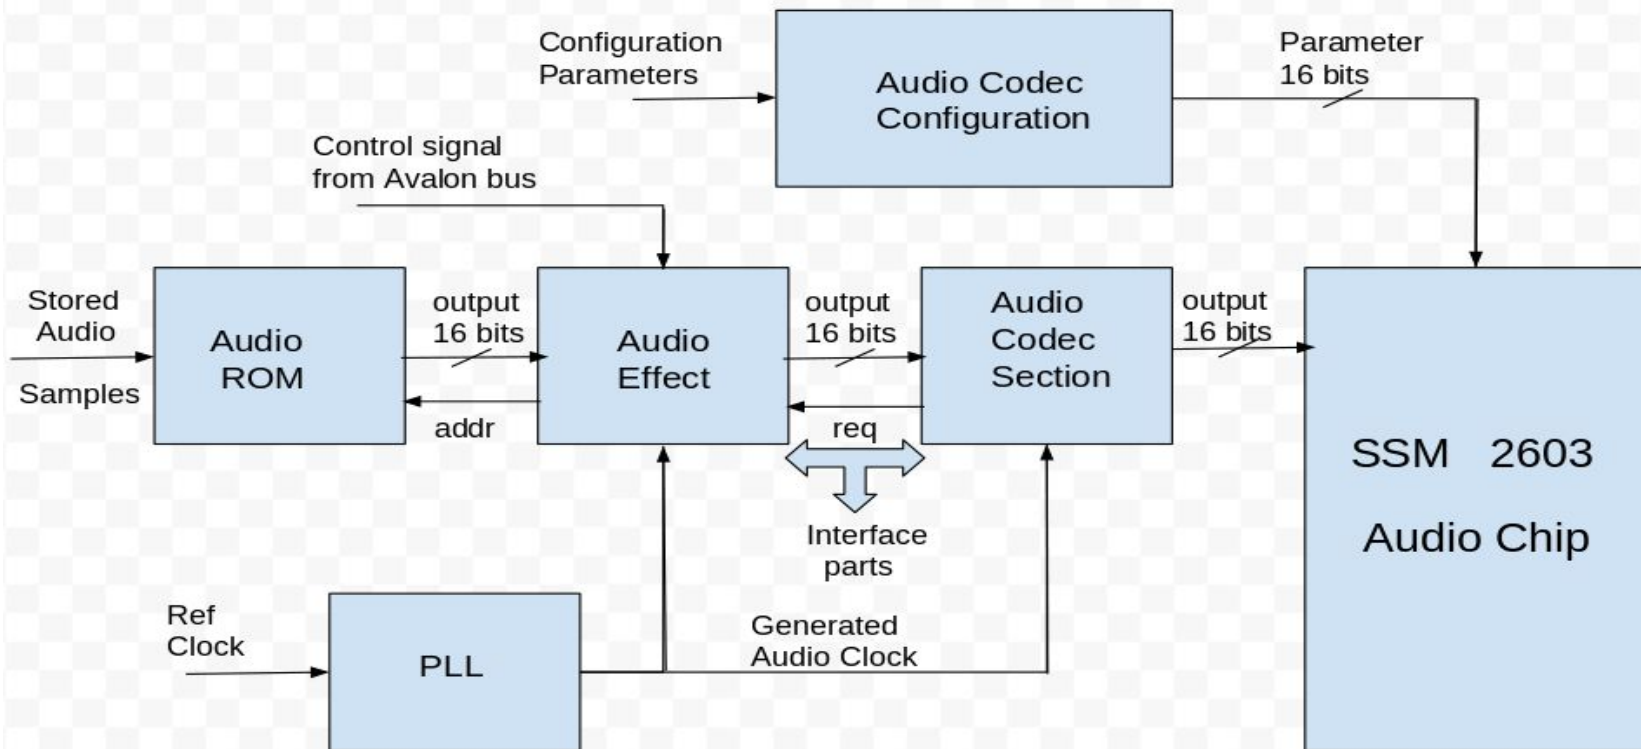 Configuration
Parameters
Audio Codec
Configuration
Parameter
16 bits
Control signal
from Avalon bus
Stored
Audio
Samples
Audio
ROM
output
16 bits
addr
Audio
Effect
output
16 bits
req
Interface
parts
Audio
Codec
Section
output
16 bits
SSM 2603
Audio Chip
Ref
Clock
PLL
Generated
Audio Clock